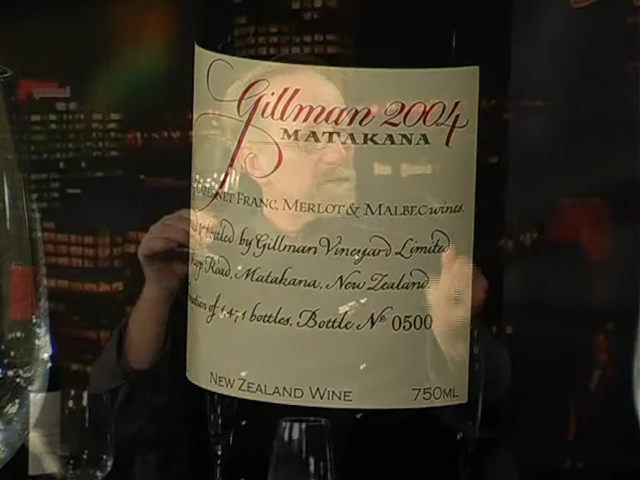 Gillman 2004
MATAKANA
CABERNET FRANC, MERLOT & MALBEC wines.
& bottled by Gillman Vineyard Limited
Road, Matakana, New Zealand
of 1,471 bottles. Bottle No 0500
NEW ZEALAND WINE 750ML